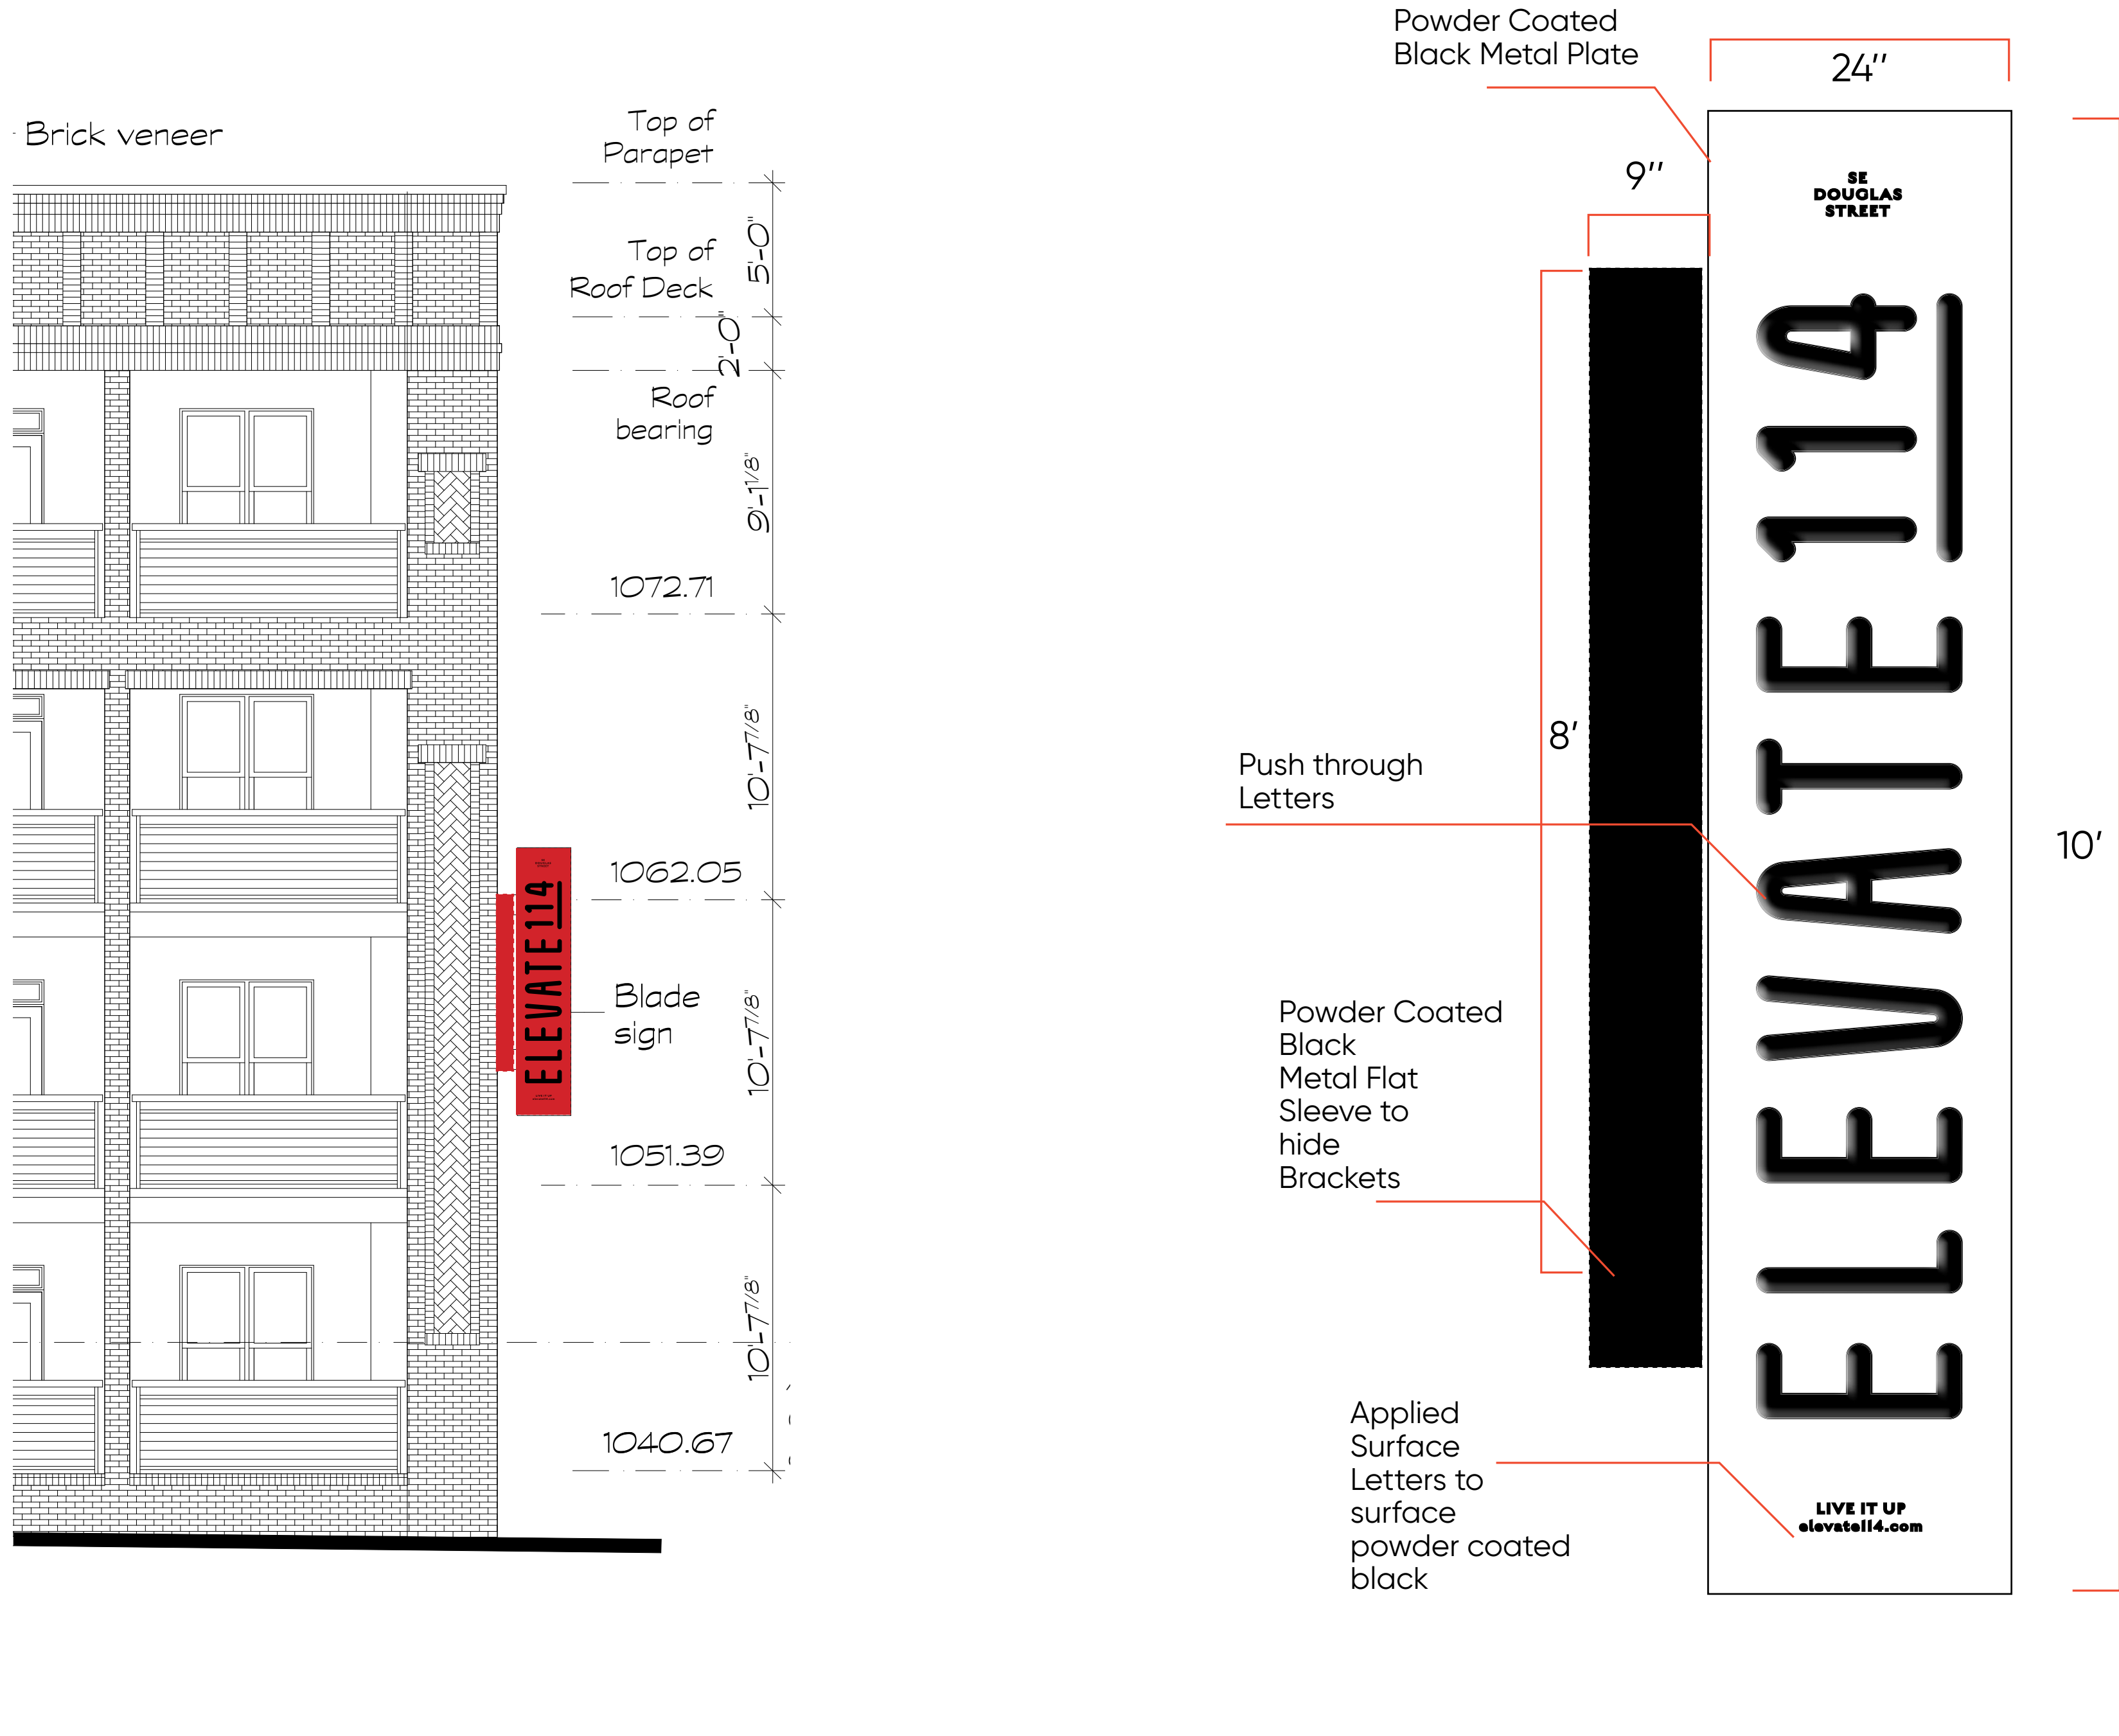 Brick veneer
Top of
Parapet
5'-0"
Top of
Roof Deck
2'-0"
Roof
bearing
9'-1 1/8"
1072.71
10'-7 7/8"
1062.05
ELEVATE114
Blade
sign
10'-7 7/8"
1051.39
10'-7 7/8"
1040.67
Powder Coated
Black Metal Plate
24''
9''
SE
DOUGLAS
STREET
ELEVATE114
8'
Push through
Letters
10'
Powder Coated
Black
Metal Flat
Sleeve to
hide
Brackets
Applied
Surface
Letters to
surface
powder coated
black
LIVE IT UP
elevate114.com